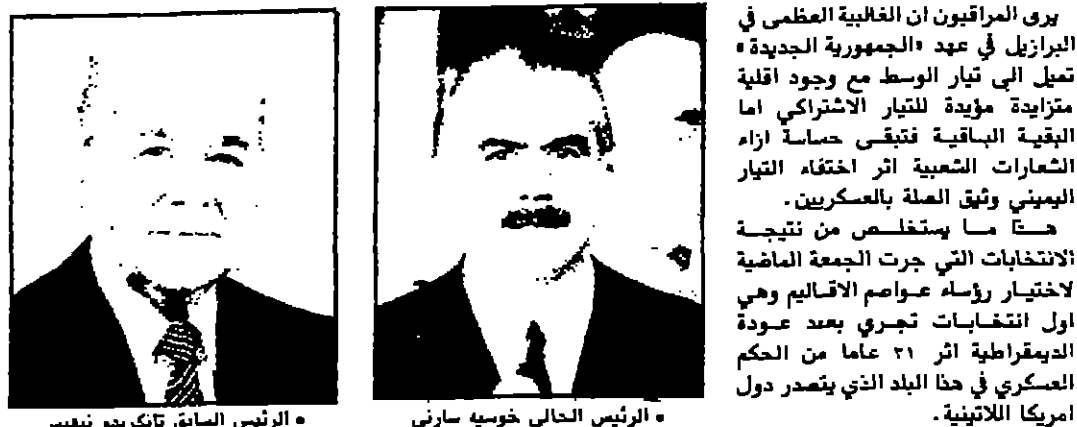 يرى المراقبون ان الغالبية العظمى في
البرازيل في عهد «الجمهورية الجديدة»
تميل الى تيار الوسط مع وجود اقلية
متزايدة مؤيدة للتيار الاشتراكي اما
البقية الباقية فتبقى حساسة ازاء
الشعارات الشعبية اثر اختفاء التيار
اليميني وثيق الصلة بالعسكريين.
هذا ما يستخلص من نتيجة
الانتخابات التي جرت الجمعة الماضية
لاختيار رؤساء عواصم الاقاليم وهي
اول انتخابات تجري بعد عودة
الديمقراطية اثر ٢١ عاما من الحكم
العسكري في هذا البلد الذي يتصدر دول
امريكا اللاتينية.
• الرئيس الحالي خوسيه سارني
• الرئيس السابق تانكريدو نيفيس